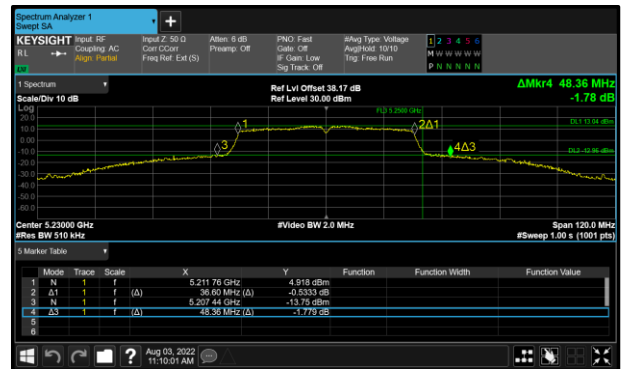 Spectrum Analyzer 1
Swept SA
KEYSIGHT Input: RF Input Z: 50 Ω Atten: 6 dB PNO: Fast #Avg Type: Voltage 1 2 3 4 5 6
RL Coupling: AC Corr CCorr Preamp: Off Gate: Off Avg|Hold: 10/10 M W W W W W
Align: Partial Freq Ref: Ext (S) IF Gain: Low Trig: Free Run
Sig Track: Off P N N N N N
1 Spectrum Ref Lvl Offset 38.17 dB ΔMkr4 48.36 MHz
Scale/Div 10 dB Ref Level 30.00 dBm -1.78 dB
Log
20.0
10.0
0.00
-10.0
-20.0
-30.0
-40.0
-50.0
-60.0
1
3
2Δ1
4Δ3
DL1 13.04 dBm
DL2 -12.96 dBm
Center 5.23000 GHz #Video BW 2.0 MHz Span 120.0 MHz
#Res BW 510 kHz #Sweep 1.00 s (1001 pts)
5 Marker Table
Mode Trace Scale X Y Function Function Width Function Value
1 N 1 f 5.211 76 GHz 4.918 dBm
2 Δ1 1 f (Δ) 36.60 MHz (Δ) -0.5333 dB
3 N 1 f 5.207 44 GHz -13.75 dBm
4 Δ3 1 f (Δ) 48.36 MHz (Δ) -1.779 dB
5
6
? Aug 03, 2022
11:10:01 AM